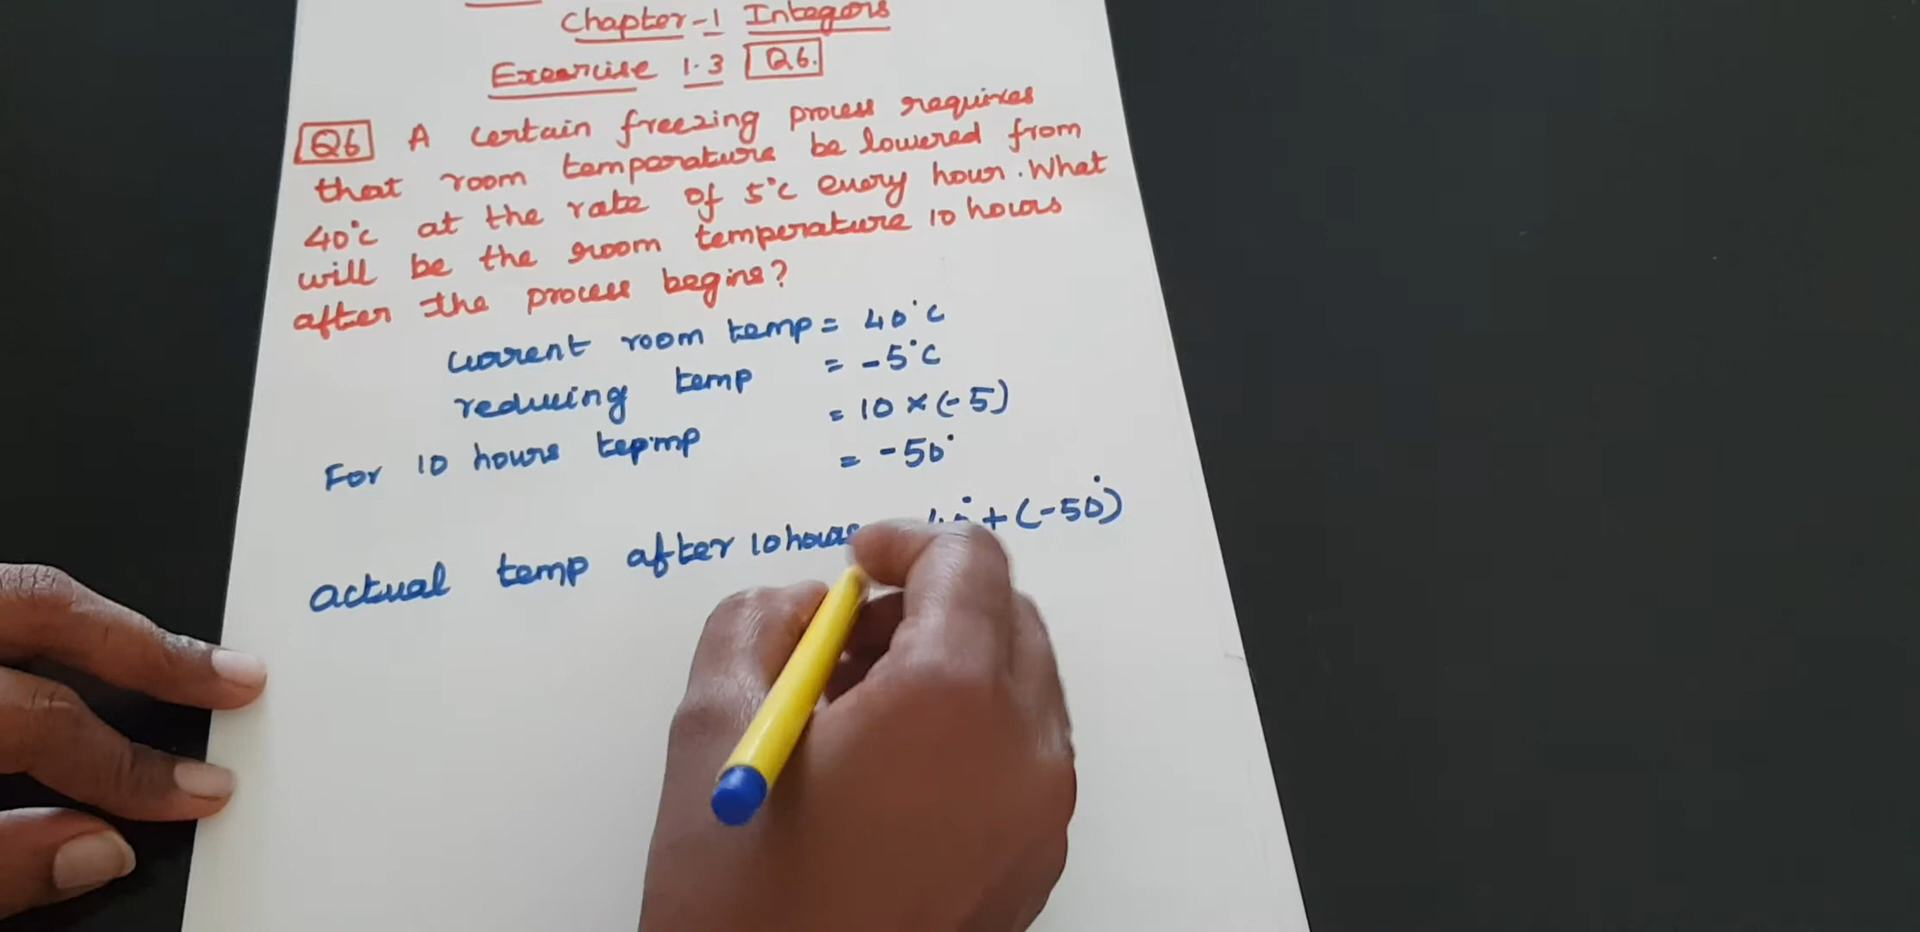 Chapter-1 Integers
Exercise 1.3 Q6.
Q6 A certain freezing process requires
that room temperature be lowered from
40°c at the rate of 5°c every hour. What
will be the room temperature 10 hours
after the process begins?
current room temp = 40°c
reducing temp = -5°c
For 10 hours tepmp = 10 × (-5)
= -50°
actual temp after 10 hours 40° + (-50°)